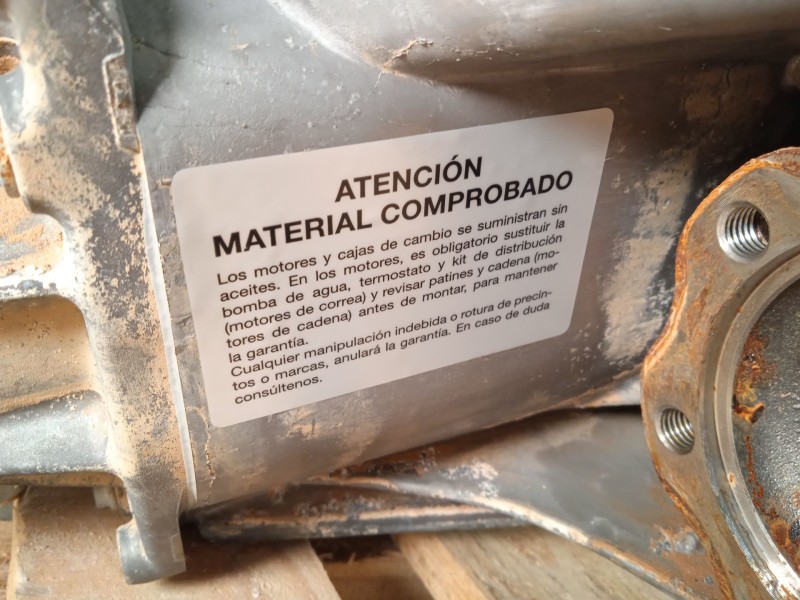 ATENCIÓN
MATERIAL COMPROBADO
Los motores y cajas de cambio se suministran sin
aceites. En los motores, es obligatorio sustituir la
bomba de agua, termostato y kit de distribución
(motores de correa) y revisar patines y cadena (mo-
tores de cadena) antes de montar, para mantener
la garantía.
Cualquier manipulación indebida o rotura de precin-
tos o marcas, anulará la garantía. En caso de duda
consúltenos.